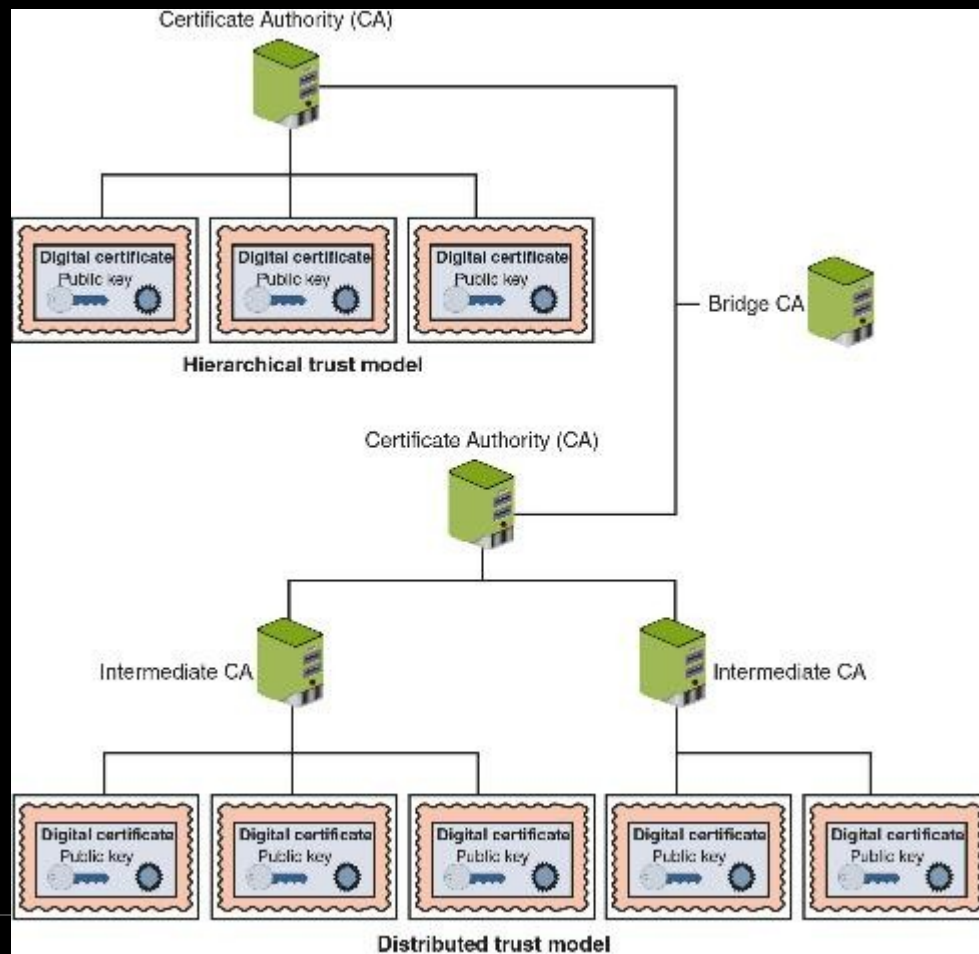 Certificate Authority (CA)
Digital certificate
Public key
Digital certificate
Public key
Digital certificate
Public key
Hierarchical trust model
Bridge CA
Certificate Authority (CA)
Intermediate CA
Intermediate CA
Digital certificate
Public key
Digital certificate
Public key
Digital certificate
Public key
Digital certificate
Public key
Digital certificate
Public key
Distributed trust model